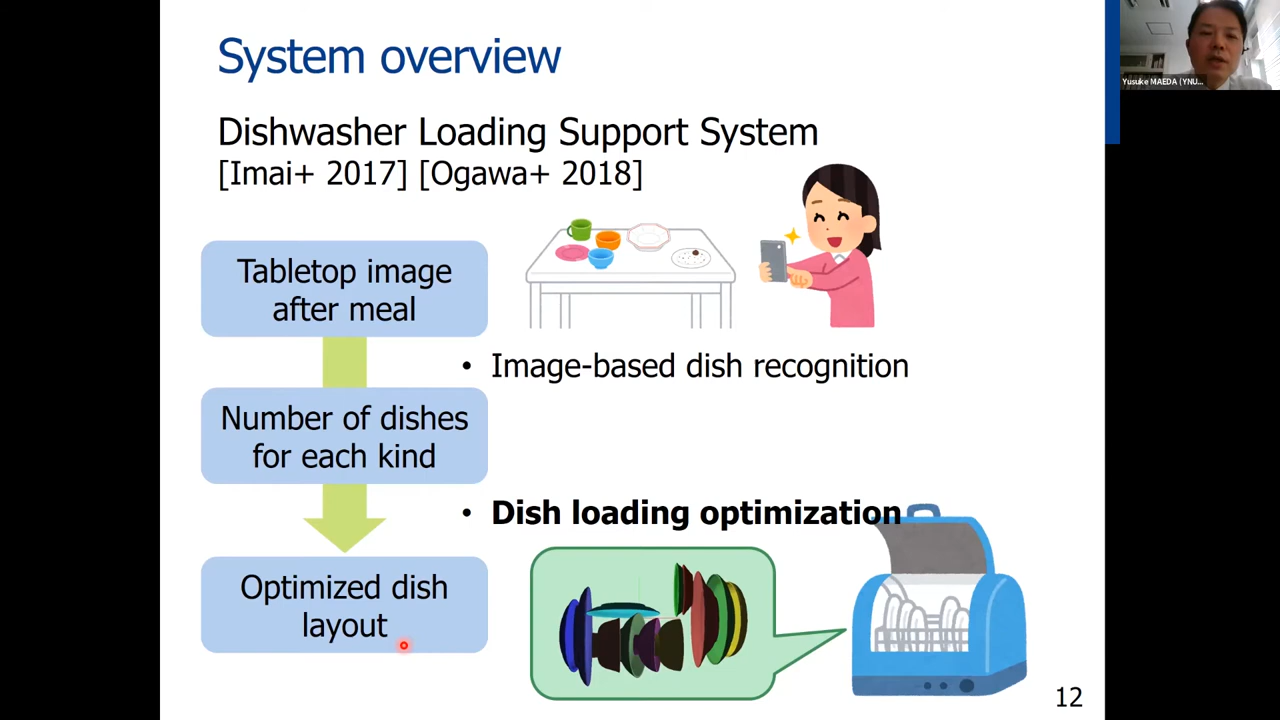 System overview
Yusuke MAEDA (YNU...
Dishwasher Loading Support System
[Imai+ 2017] [Ogawa+ 2018]
Tabletop image
after meal
• Image-based dish recognition
Number of dishes
for each kind
• Dish loading optimization
Optimized dish
layout
12